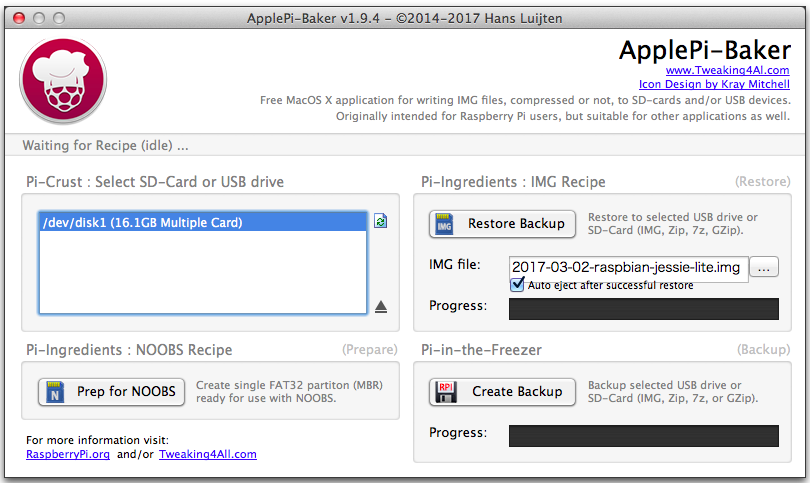 ApplePi-Baker v1.9.4 - ©2014-2017 Hans Luijten
ApplePi-Baker
www.Tweaking4Al.com
Icon Design by Kray Mitchell
Free MacOS X application for writing IMG files, compressed or not, to SD-cards and/or USB devices.
Originally intended for Raspberry Pi users, but suitable for other applications as well.
Waiting for Recipe (idle) ...
Pi-Crust : Select SD-Card or USB drive
/dev/disk1 (16.1GB Multiple Card)
Pi-Ingredients : IMG Recipe (Restore)
IMG
Restore Backup
Restore to selected USB drive or
SD-Card (IMG, Zip, 7z, GZip).
IMG file: 2017-03-02-raspbian-jessie-lite.img ...
Auto eject after successful restore
Progress:
Pi-Ingredients : NOOBS Recipe (Prepare)
N
Prep for NOOBS
Create single FAT32 partiton (MBR)
ready for use with NOOBS.
Pi-in-the-Freezer (Backup)
RPI
Create Backup
Backup selected USB drive or
SD-Card (IMG, Zip, 7z, or GZip).
Progress:
For more information visit:
RaspberryPi.org and/or Tweaking4All.com